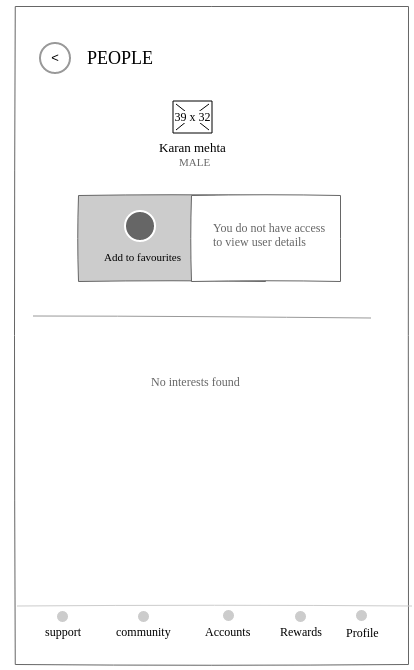 < PEOPLE
39 x 32
Karan mehta
MALE
You do not have access
to view user details
Add to favourites
No interests found
support community Accounts Rewards Profile